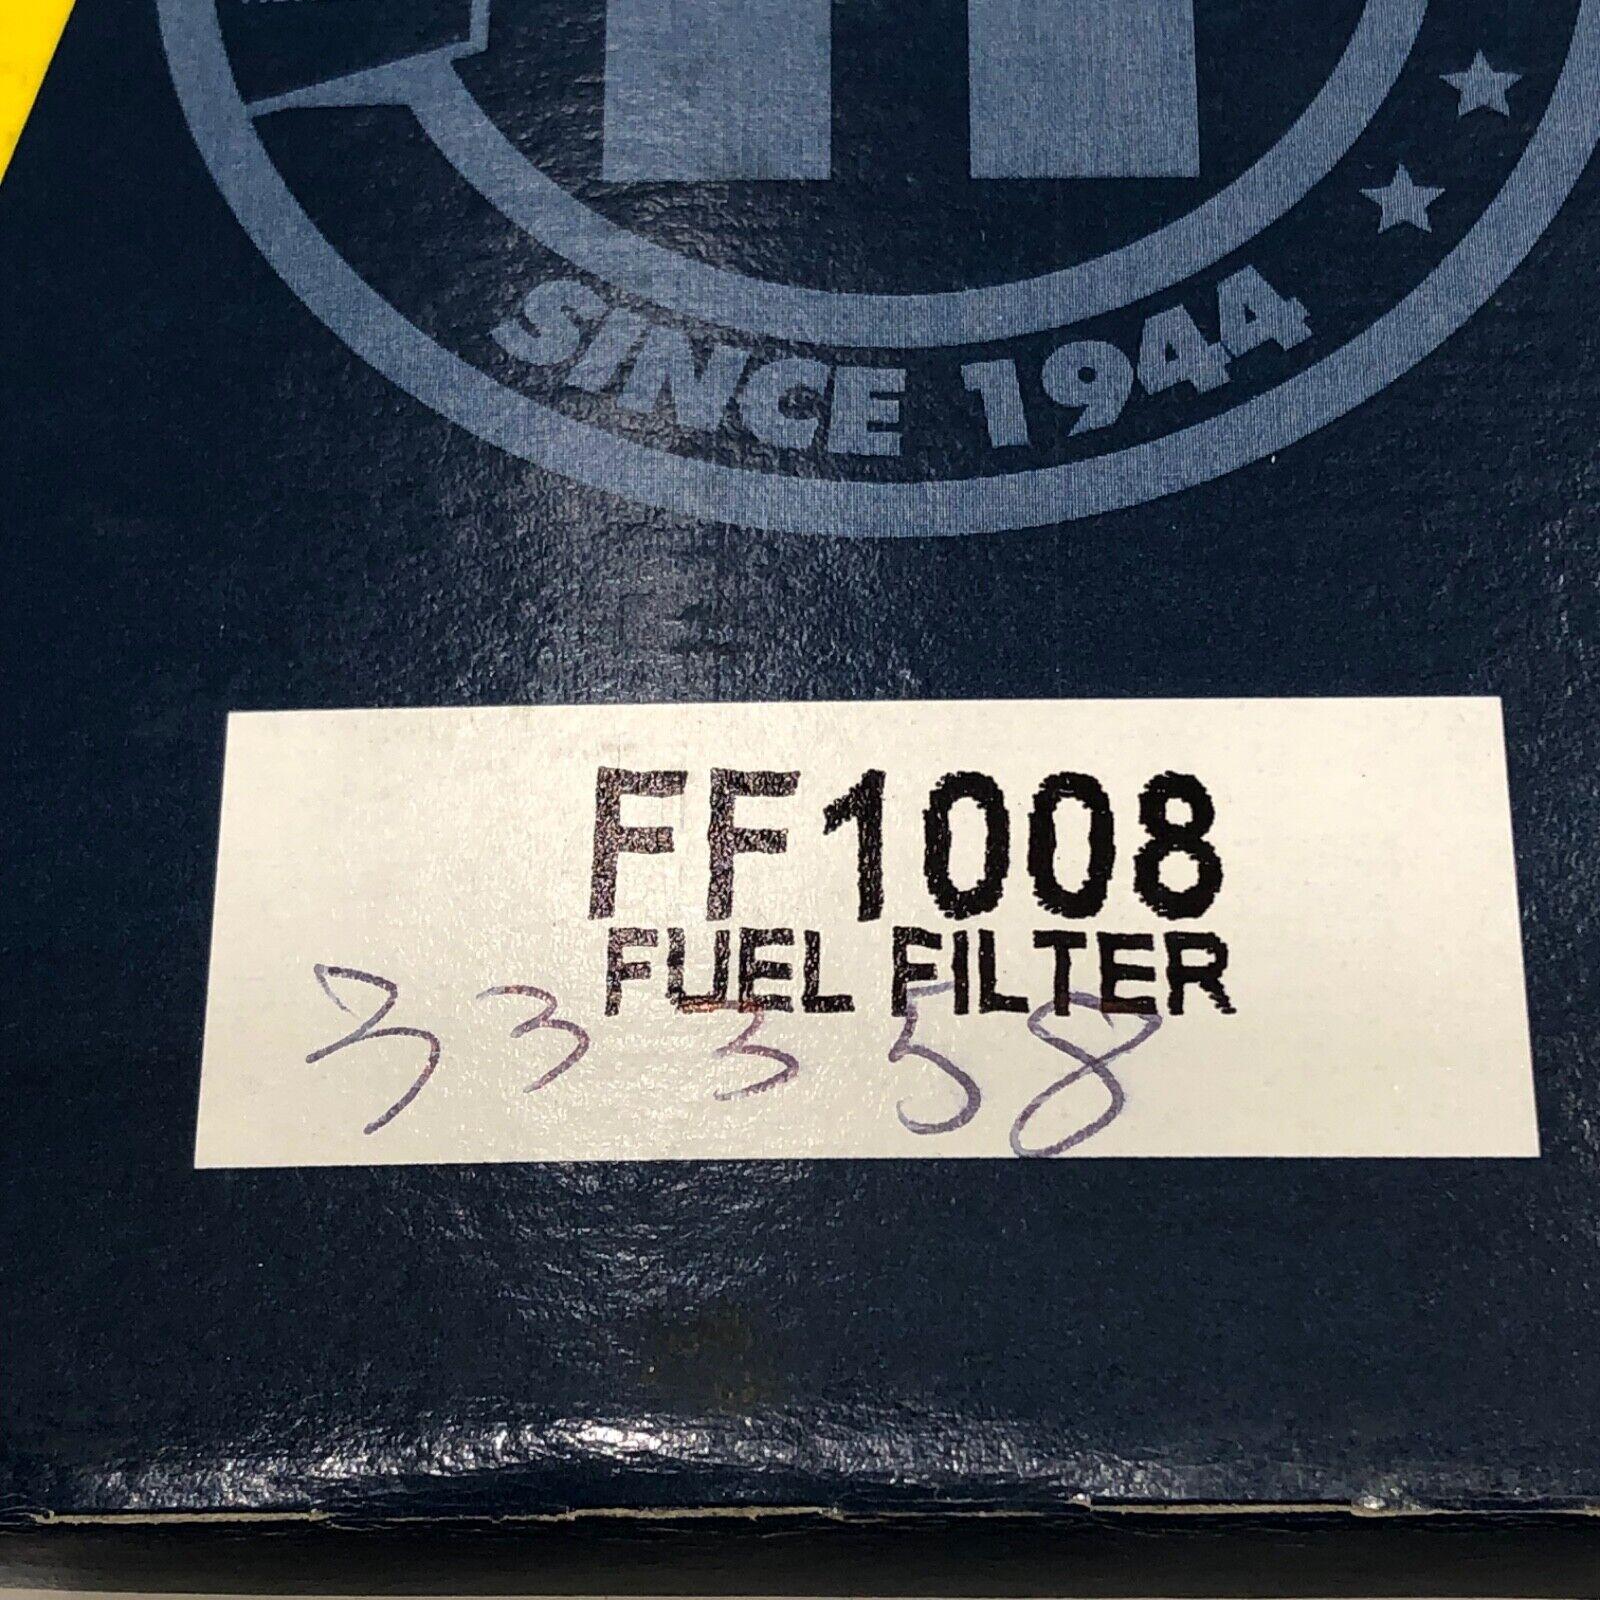 SINCE 1944
FF1008
FUEL FILTER
33358